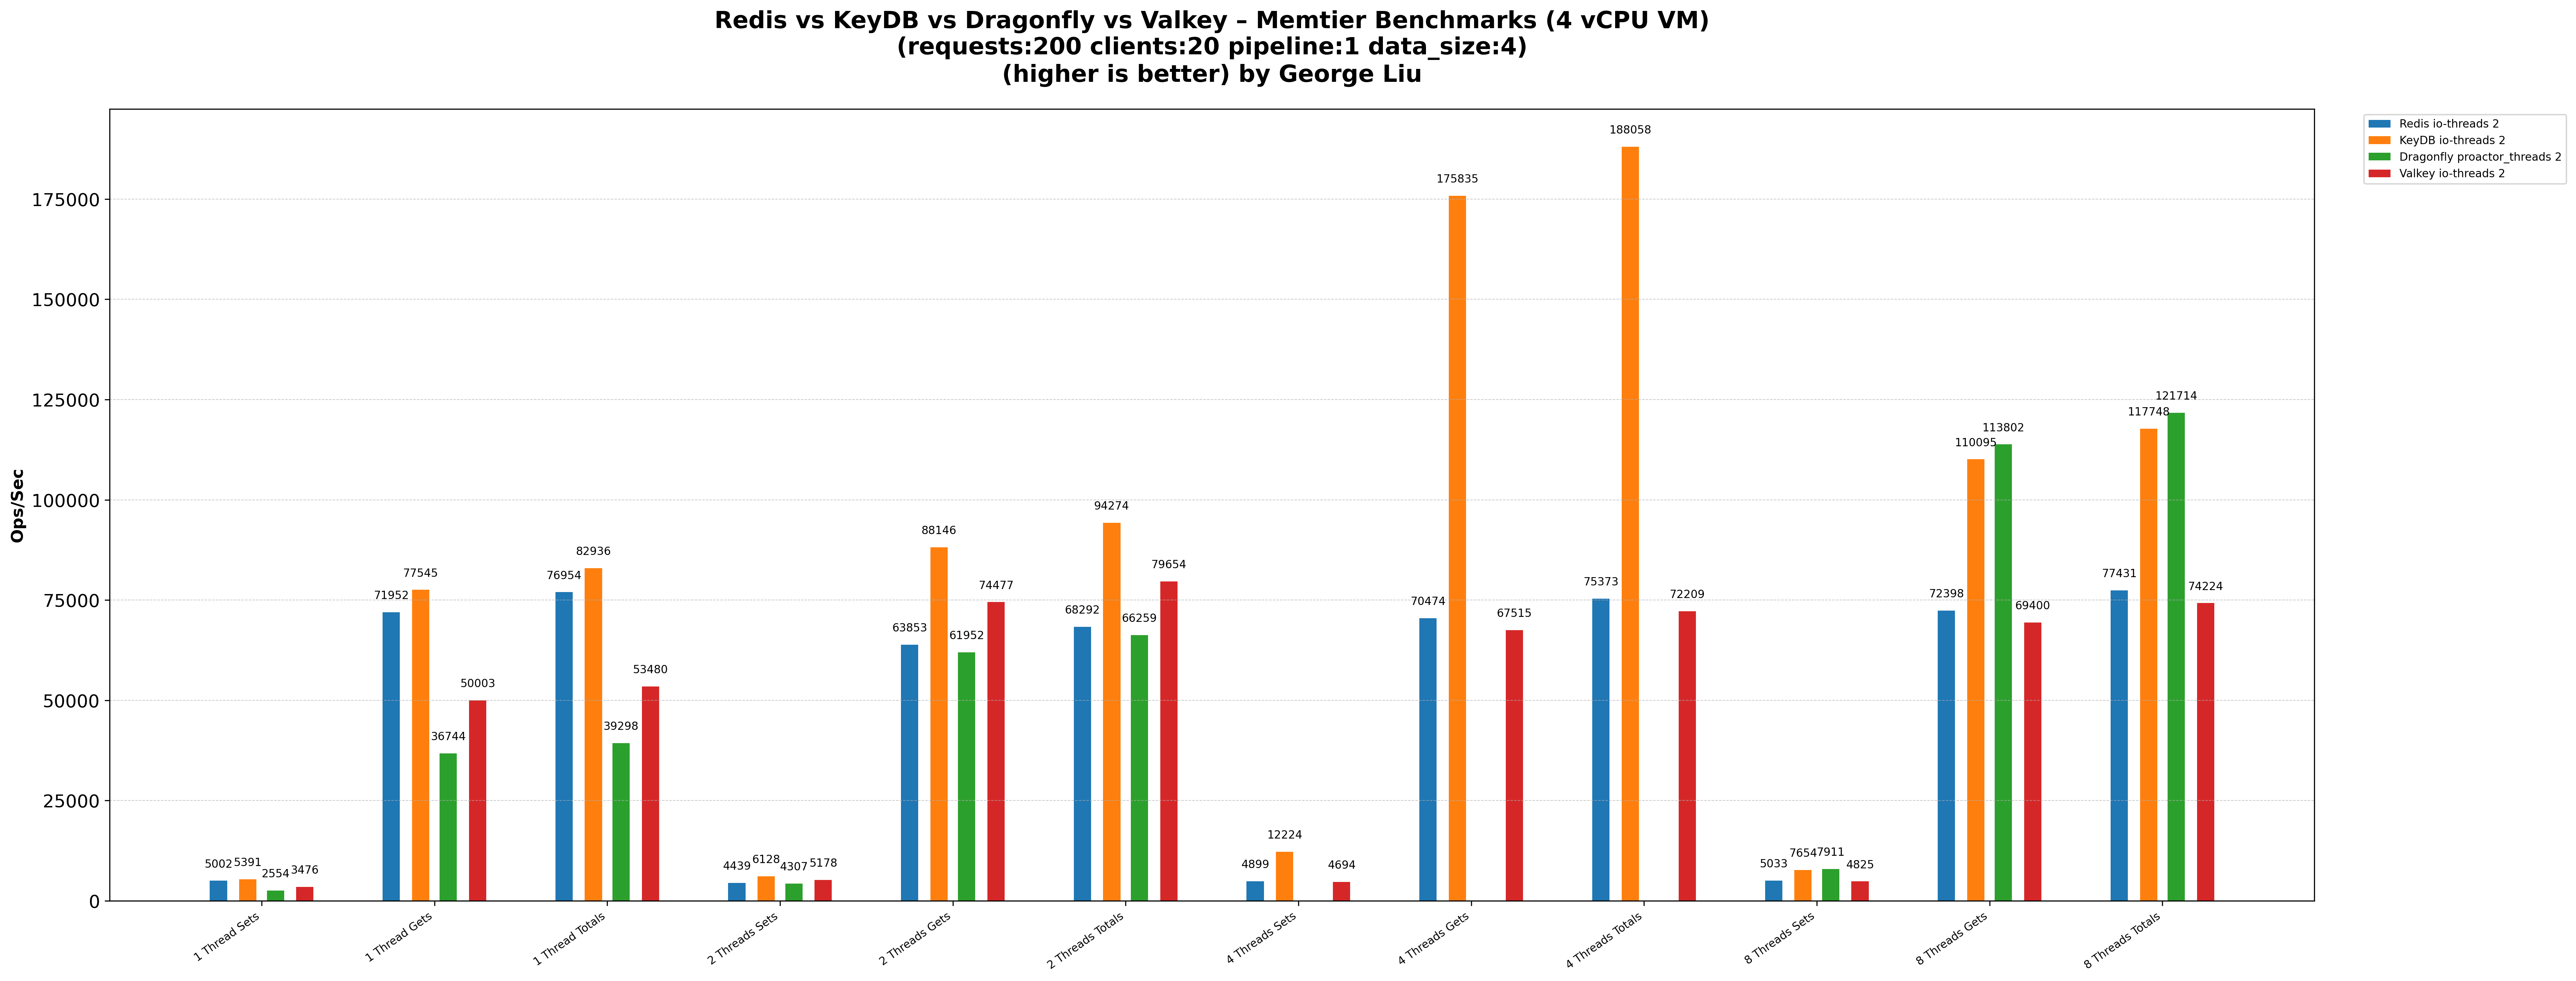 Redis vs KeyDB vs Dragonfly vs Valkey – Memtier Benchmarks (4 vCPU VM)
(requests:200 clients:20 pipeline:1 data_size:4)
(higher is better) by George Liu
Redis io-threads 2
KeyDB io-threads 2
Dragonfly proactor_threads 2
Valkey io-threads 2
Ops/Sec
175000
150000
125000
100000
75000
50000
25000
0
5002 5391 2554 3476
71952 77545 36744 50003
76954 82936 39298 53480
4439 6128 4307 5178
63853 88146 61952 74477
68292 94274 66259 79654
4899 12224 4694
70474 175835 67515
75373 188058 72209
5033 7654 7911 4825
72398 110095 113802 69400
77431 117748 121714 74224
1 Thread Sets
1 Thread Gets
1 Thread Totals
2 Threads Sets
2 Threads Gets
2 Threads Totals
4 Threads Sets
4 Threads Gets
4 Threads Totals
8 Threads Sets
8 Threads Gets
8 Threads Totals